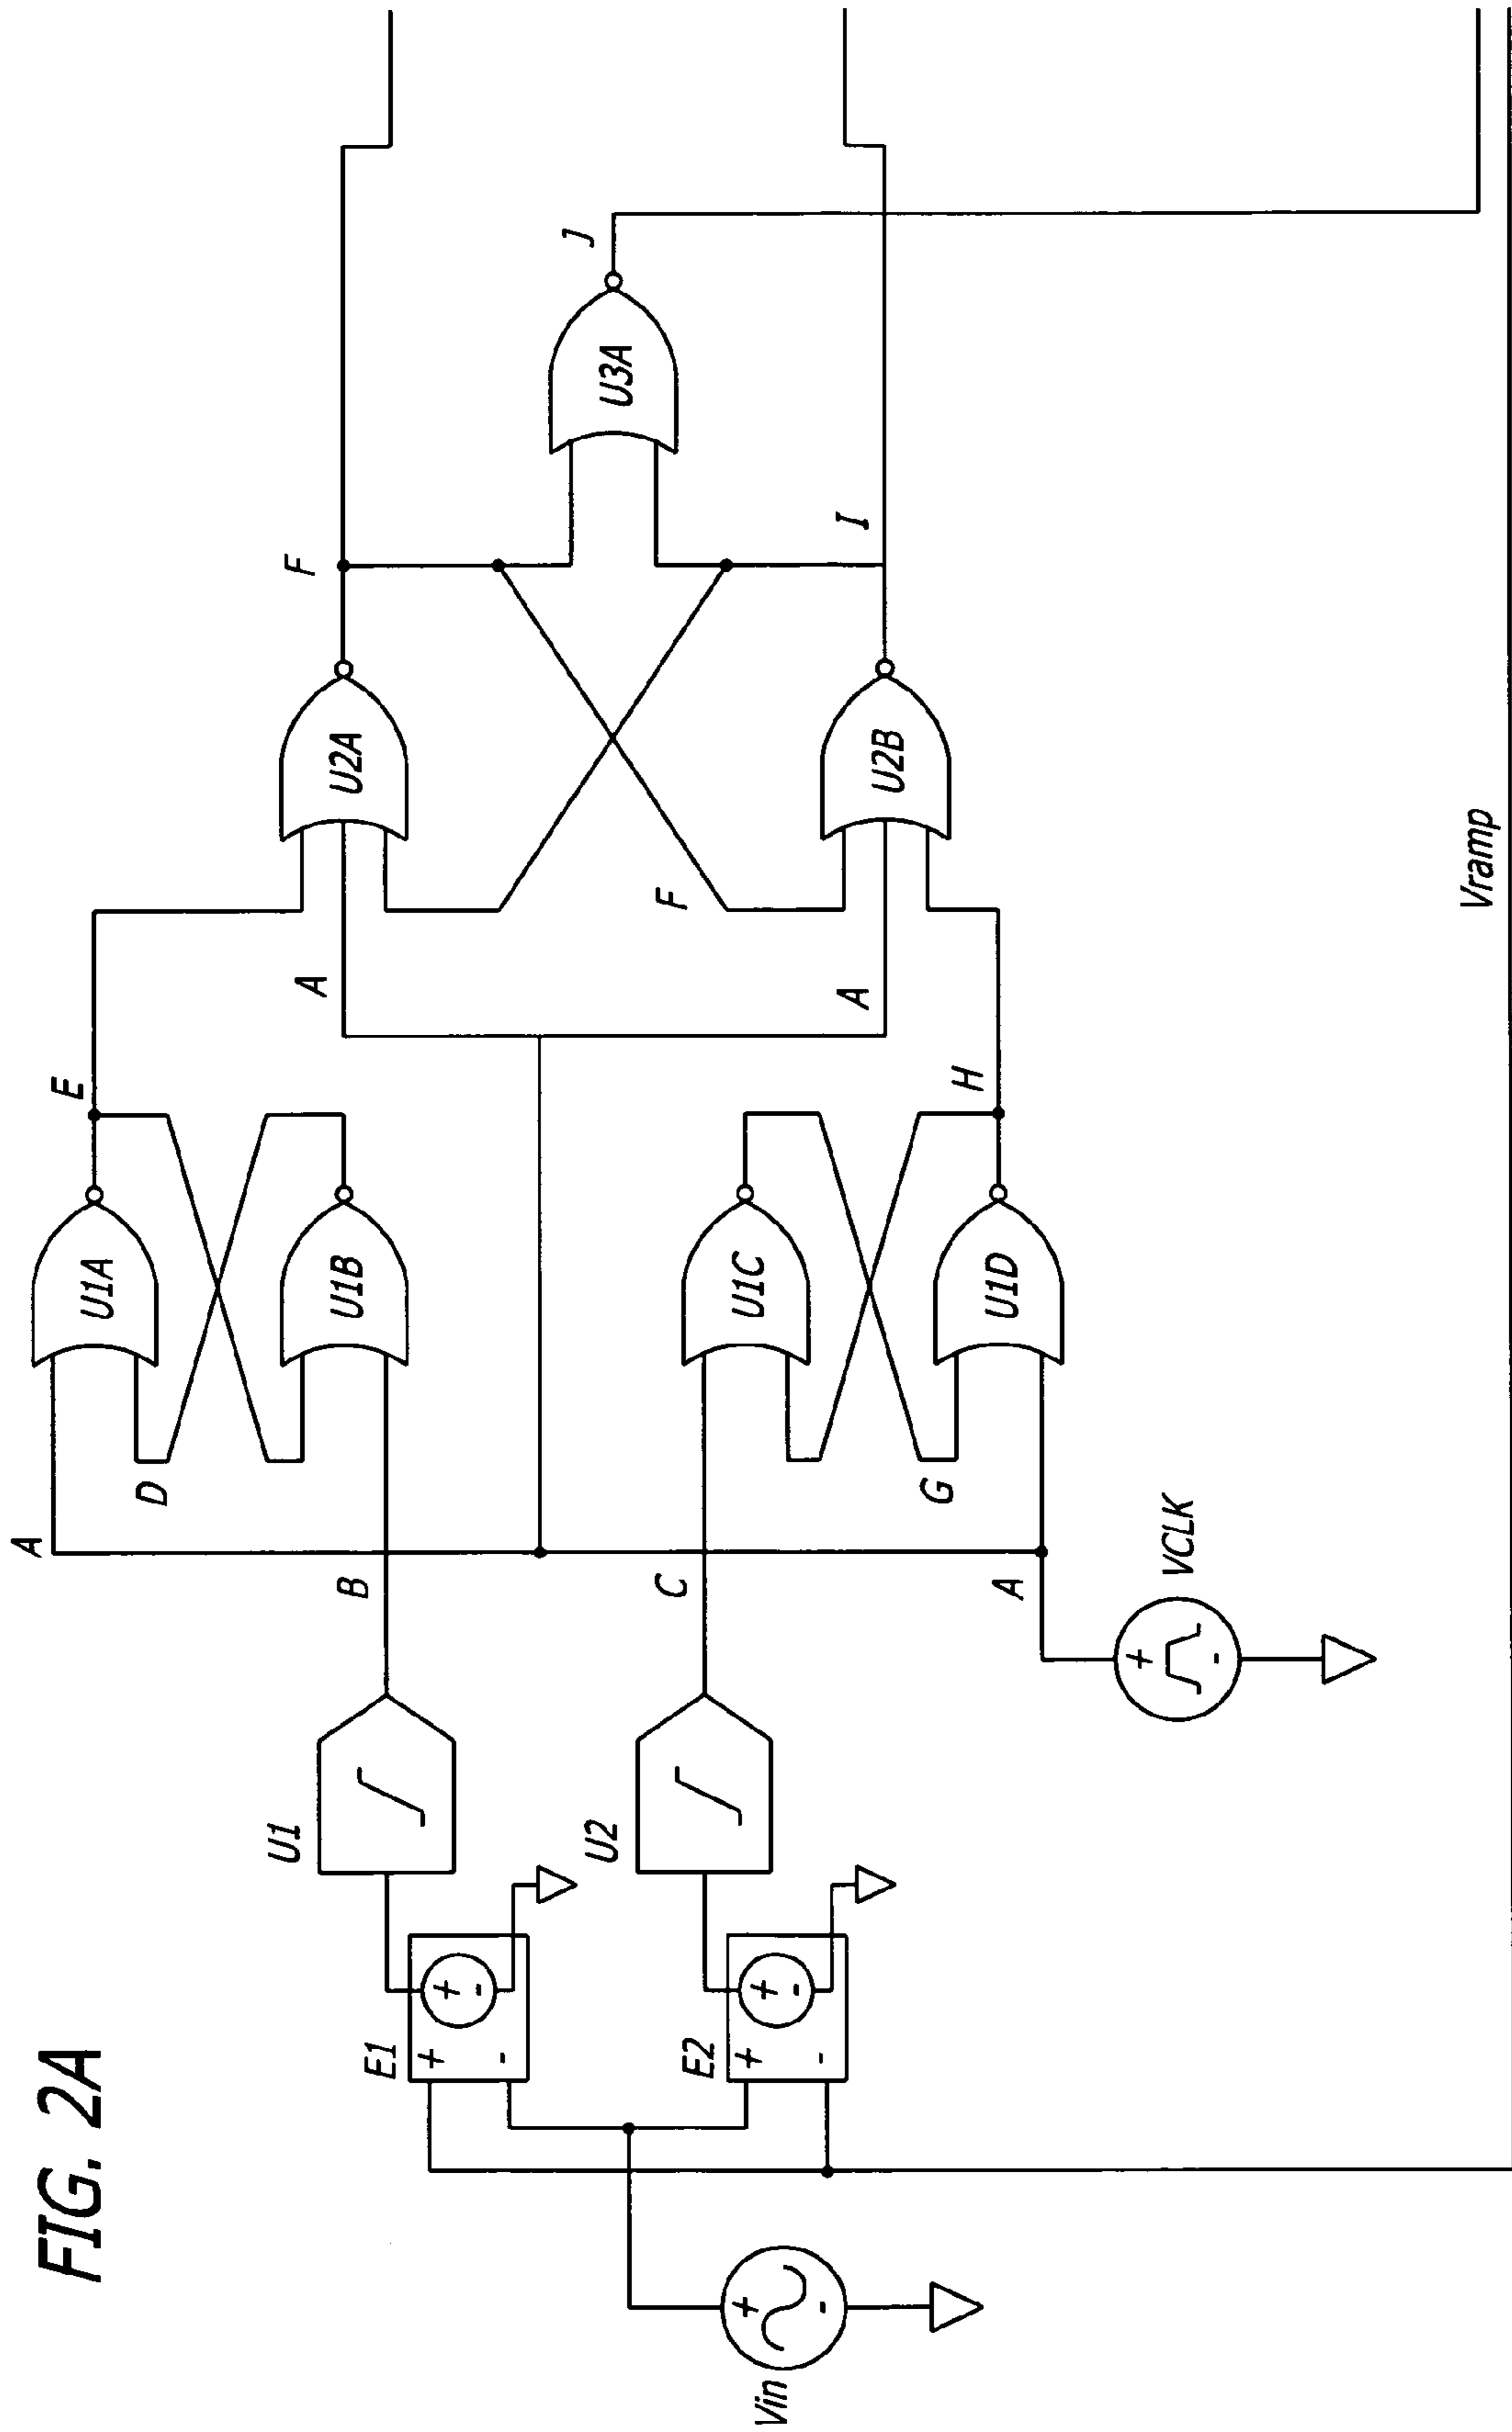 FIG. 2A
Vin
E1
+
-
+
-
E2
+
-
+
-
+
-
U1
U2
B
C
A
A
VCLK
+
-
D
G
U1A
U1B
U1C
U1D
E
H
A
A
F
U2A
U2B
F
I
U3A
J
Vramp